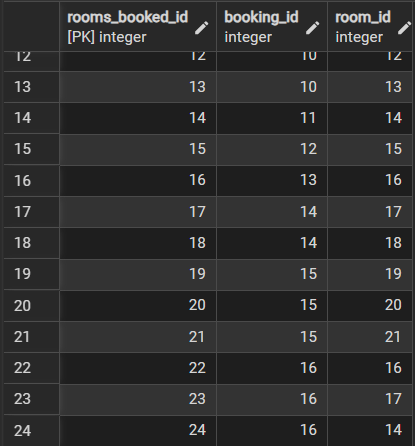 rooms_booked_id booking_id room_id
[PK] integer integer integer
12 12 10 12
13 13 10 13
14 14 11 14
15 15 12 15
16 16 13 16
17 17 14 17
18 18 14 18
19 19 15 19
20 20 15 20
21 21 15 21
22 22 16 16
23 23 16 17
24 24 16 14